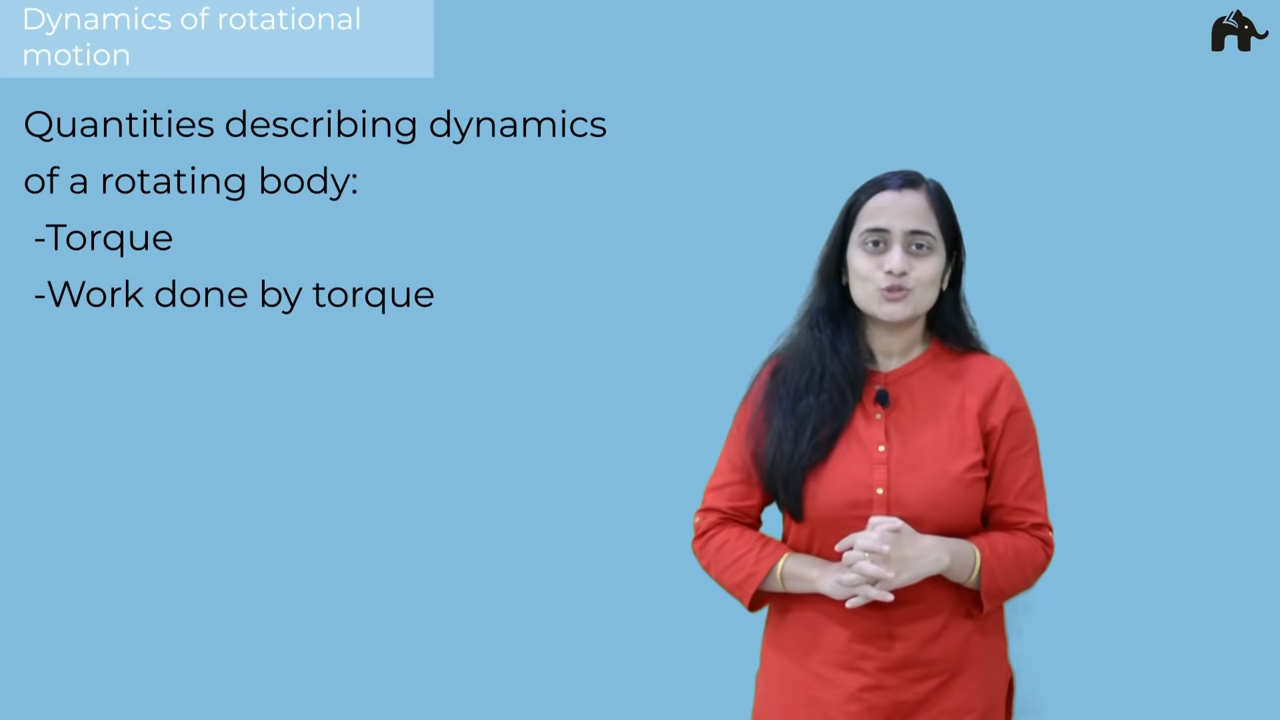 Dynamics of rotational
motion
Quantities describing dynamics
of a rotating body:
-Torque
-Work done by torque